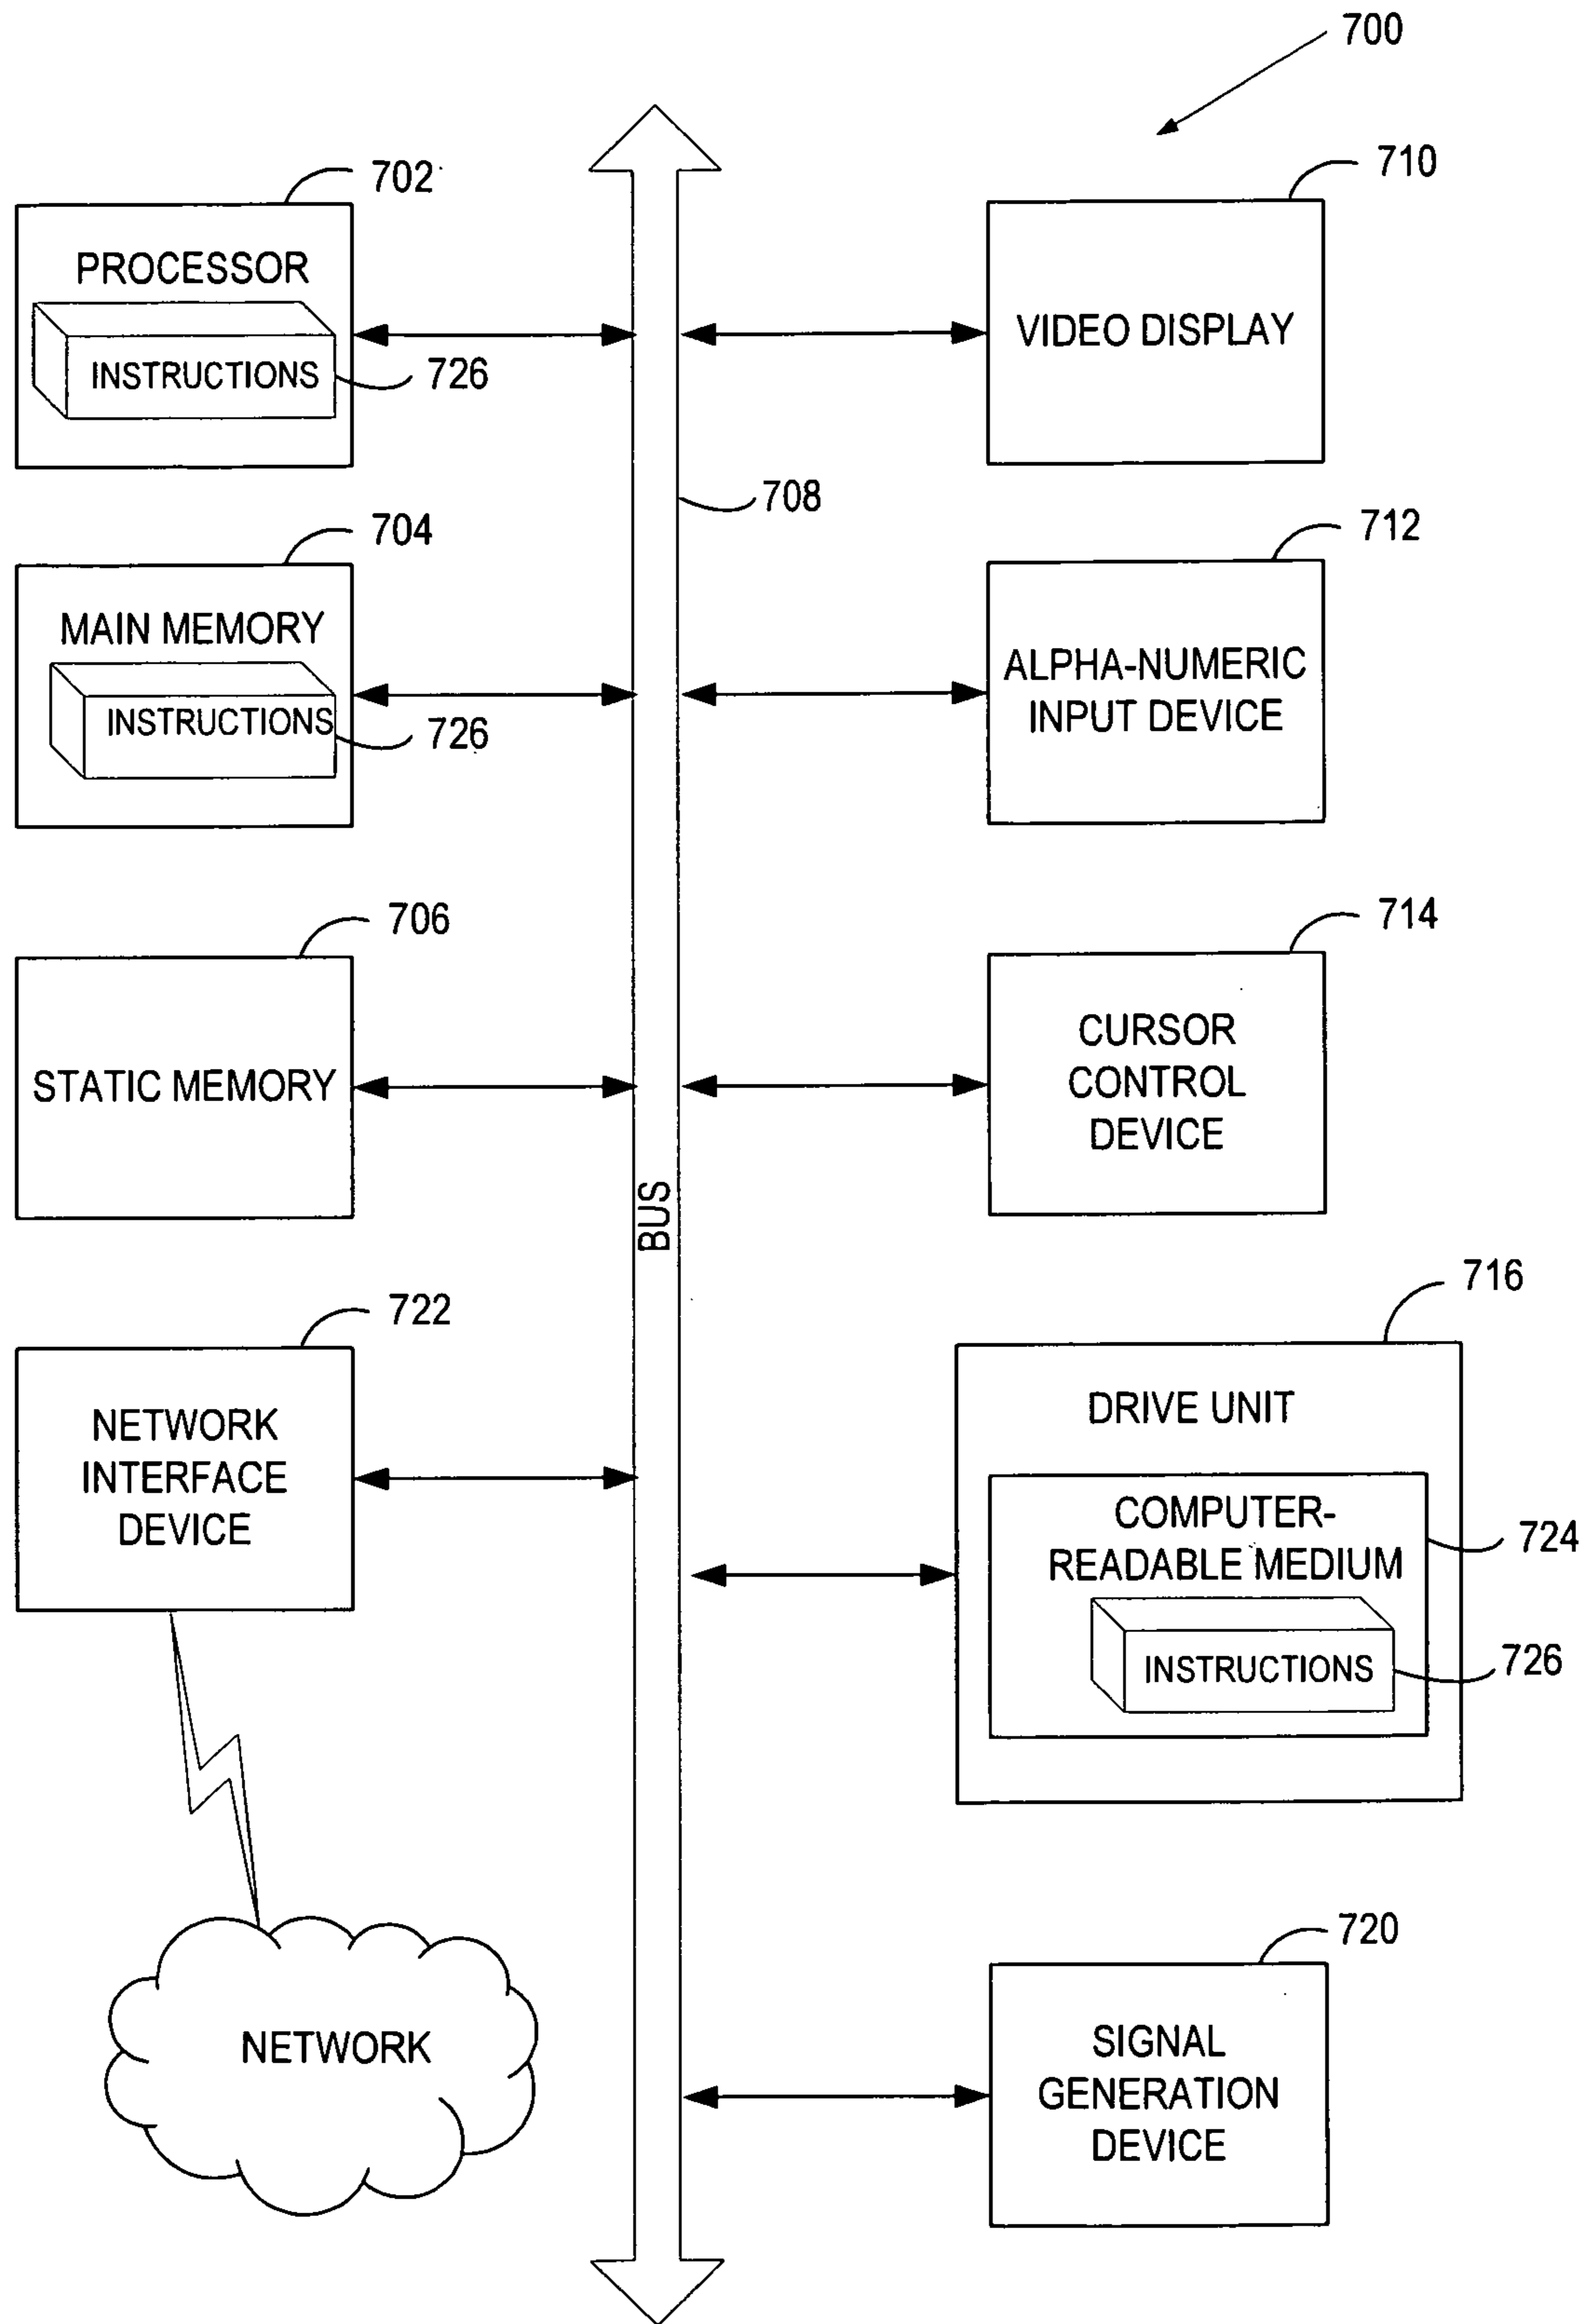 700
702
PROCESSOR
INSTRUCTIONS
726
710
VIDEO DISPLAY
708
704
MAIN MEMORY
INSTRUCTIONS
726
712
ALPHA-NUMERIC
INPUT DEVICE
706
STATIC MEMORY
714
CURSOR
CONTROL
DEVICE
BUS
722
NETWORK
INTERFACE
DEVICE
716
DRIVE UNIT
COMPUTER-
READABLE MEDIUM
724
INSTRUCTIONS
726
NETWORK
720
SIGNAL
GENERATION
DEVICE